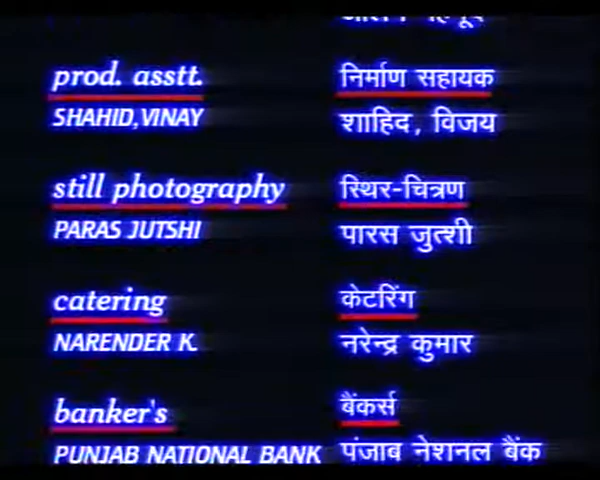 prod. asstt. निर्माण सहायक
SHAHID,VINAY शाहिद, विजय
still photography स्थिर-चित्रण
PARAS JUTSHI पारस जुत्शी
catering केटरिंग
NARENDER K. नरेन्द्र कुमार
banker's बैंकर्स
PUNJAB NATIONAL BANK पंजाब नेशनल बैंक